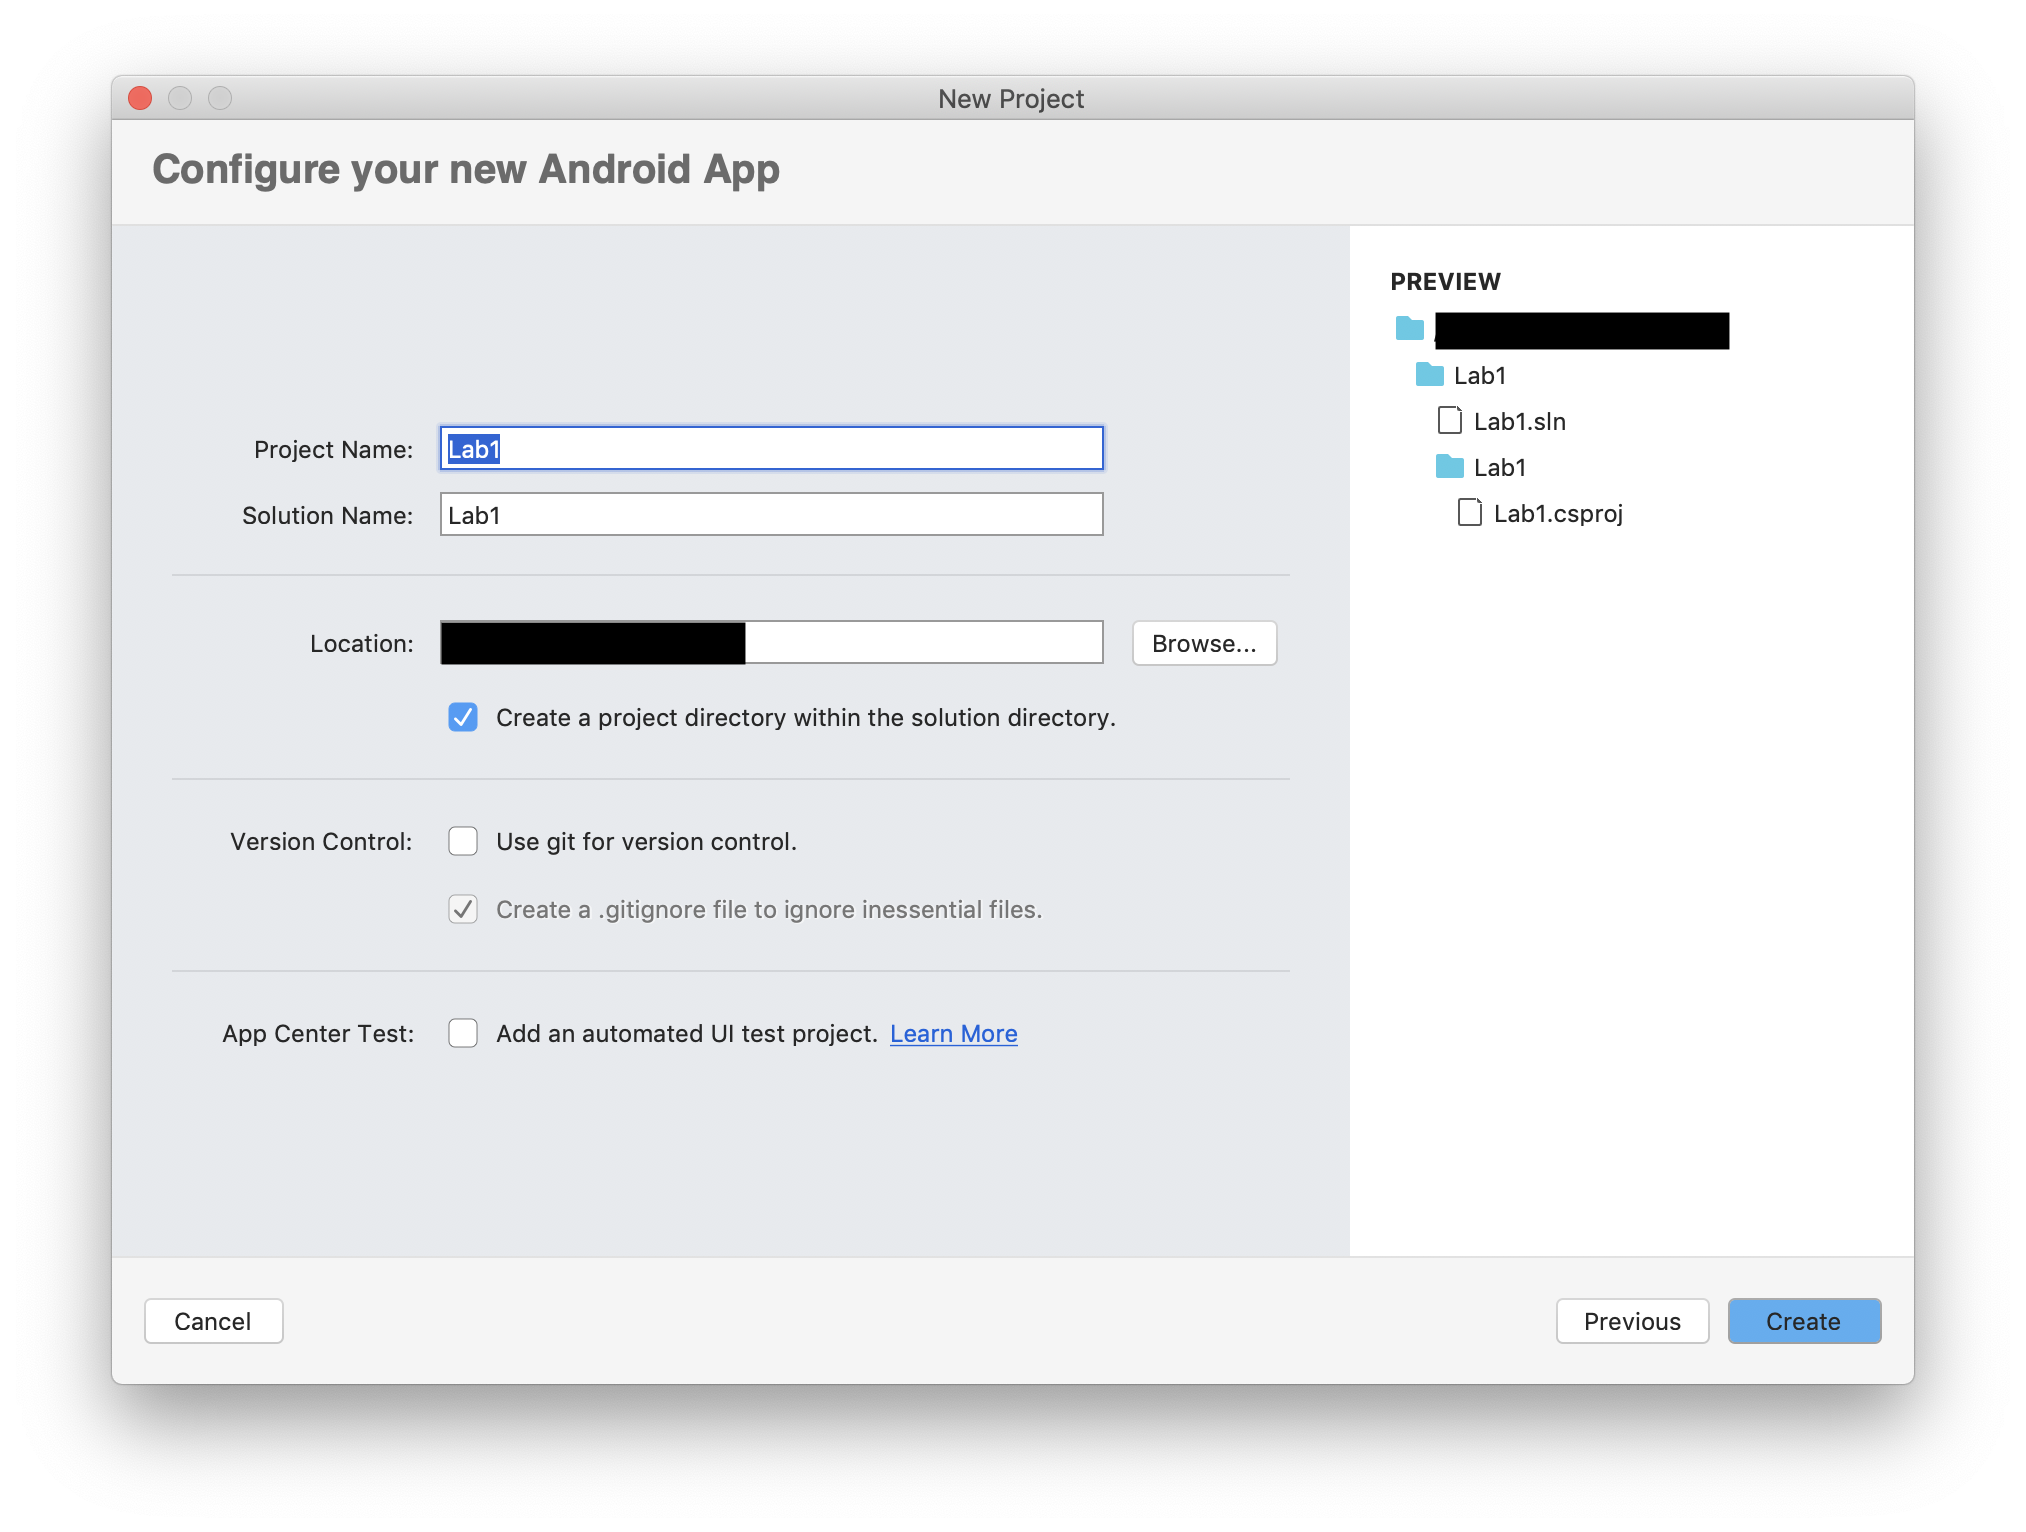 New Project
Configure your new Android App
Project Name: Lab1
Solution Name: Lab1
Location: Browse...
Create a project directory within the solution directory.
Version Control: Use git for version control.
Create a .gitignore file to ignore inessential files.
App Center Test: Add an automated UI test project. Learn More
PREVIEW
Lab1
Lab1.sln
Lab1
Lab1.csproj
Cancel
Previous
Create